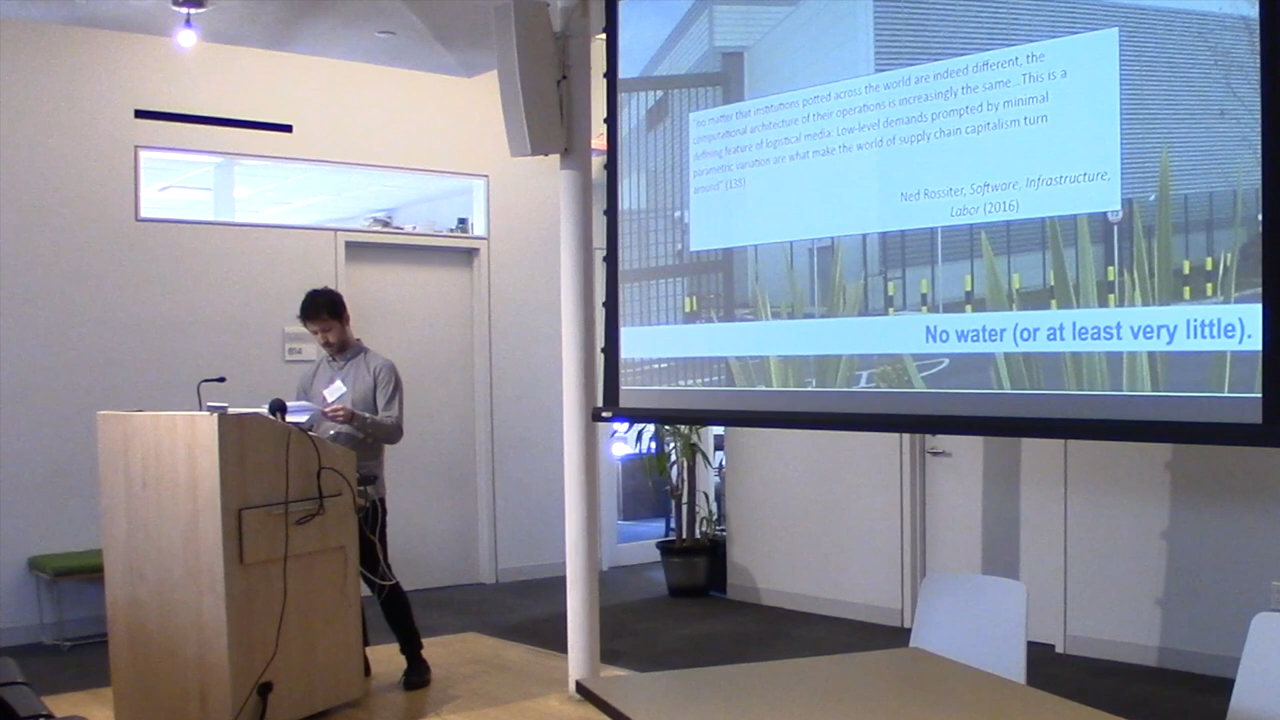 "no matter that institutions potted across the world are indeed different, the
computational architecture of their operations is increasingly the same...This is a
defining feature of logistical media: Low-level demands prompted by minimal
parametric variation are what make the world of supply chain capitalism turn
around" (135)
Ned Rossiter, Software, Infrastructure,
Labor (2016)
No water (or at least very little).